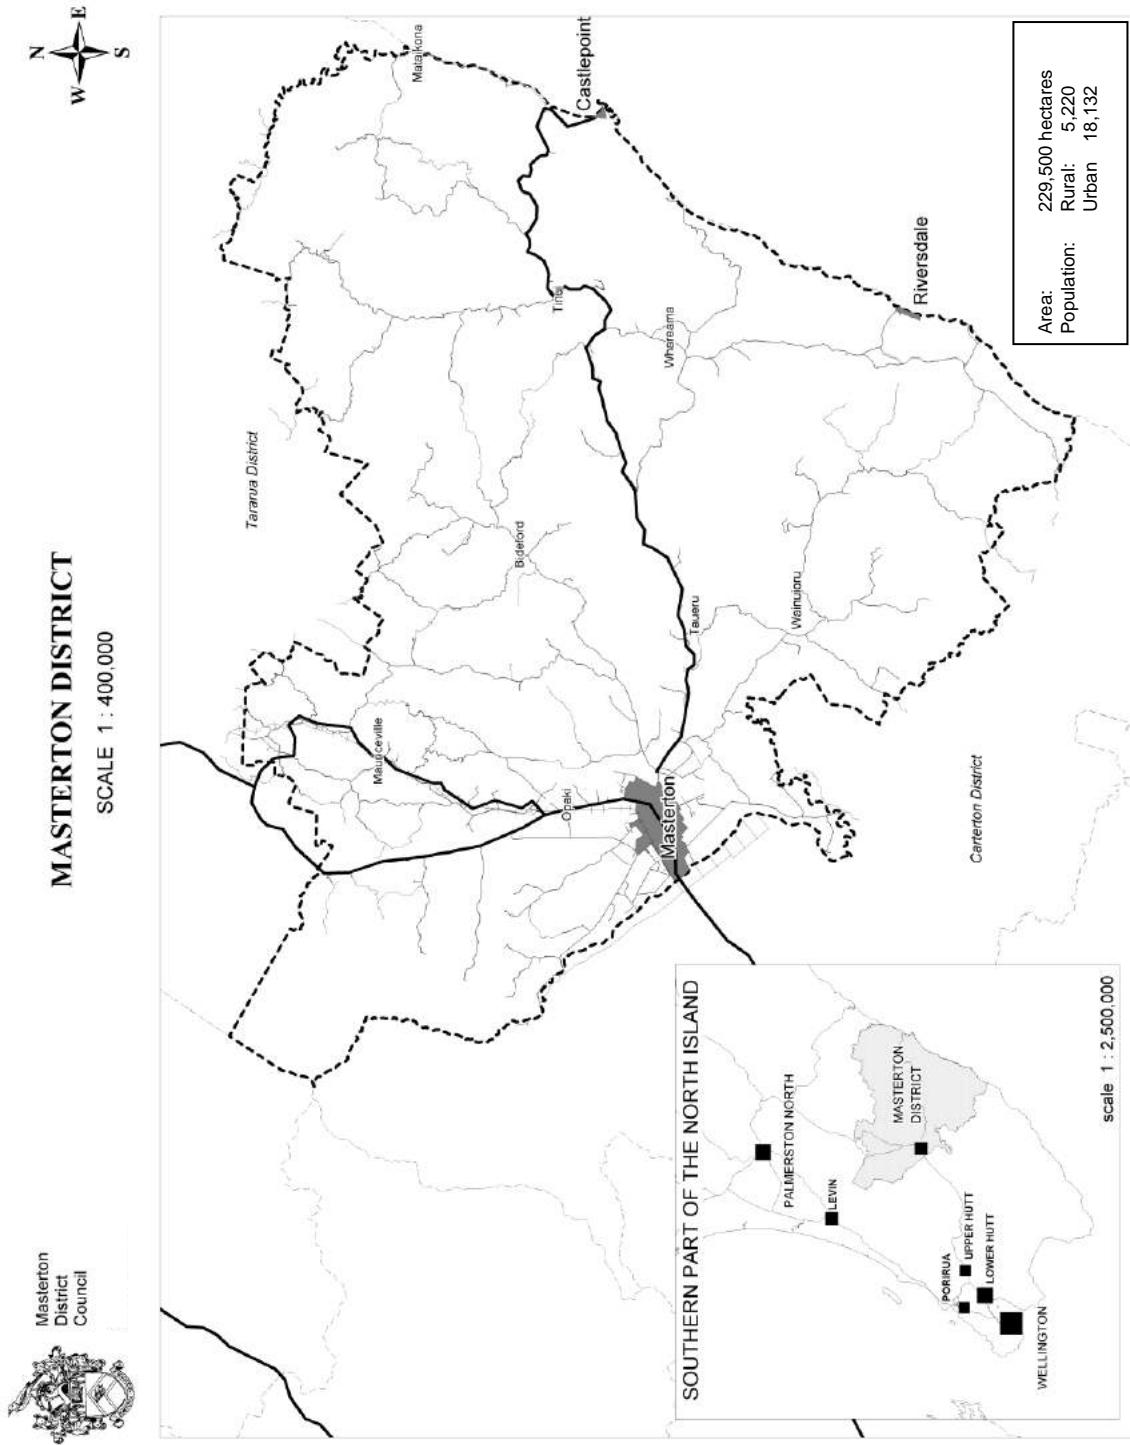 Masterton
District
Council
MASTERTON DISTRICT
SCALE 1 : 400,000
N
W
E
S
Mataikona
Castlepoint
Tararua District
Tinui
Whareama
Riversdale
Bideford
Mauriceville
Taueru
Wainuioru
Opaki
Masterton
Carterton District
SOUTHERN PART OF THE NORTH ISLAND
PALMERSTON NORTH
LEVIN
MASTERTON
DISTRICT
PORIRUA
UPPER HUTT
LOWER HUTT
WELLINGTON
scale 1 : 2,500,000
Area: 229,500 hectares
Population: Rural: 5,220
Urban 18,132